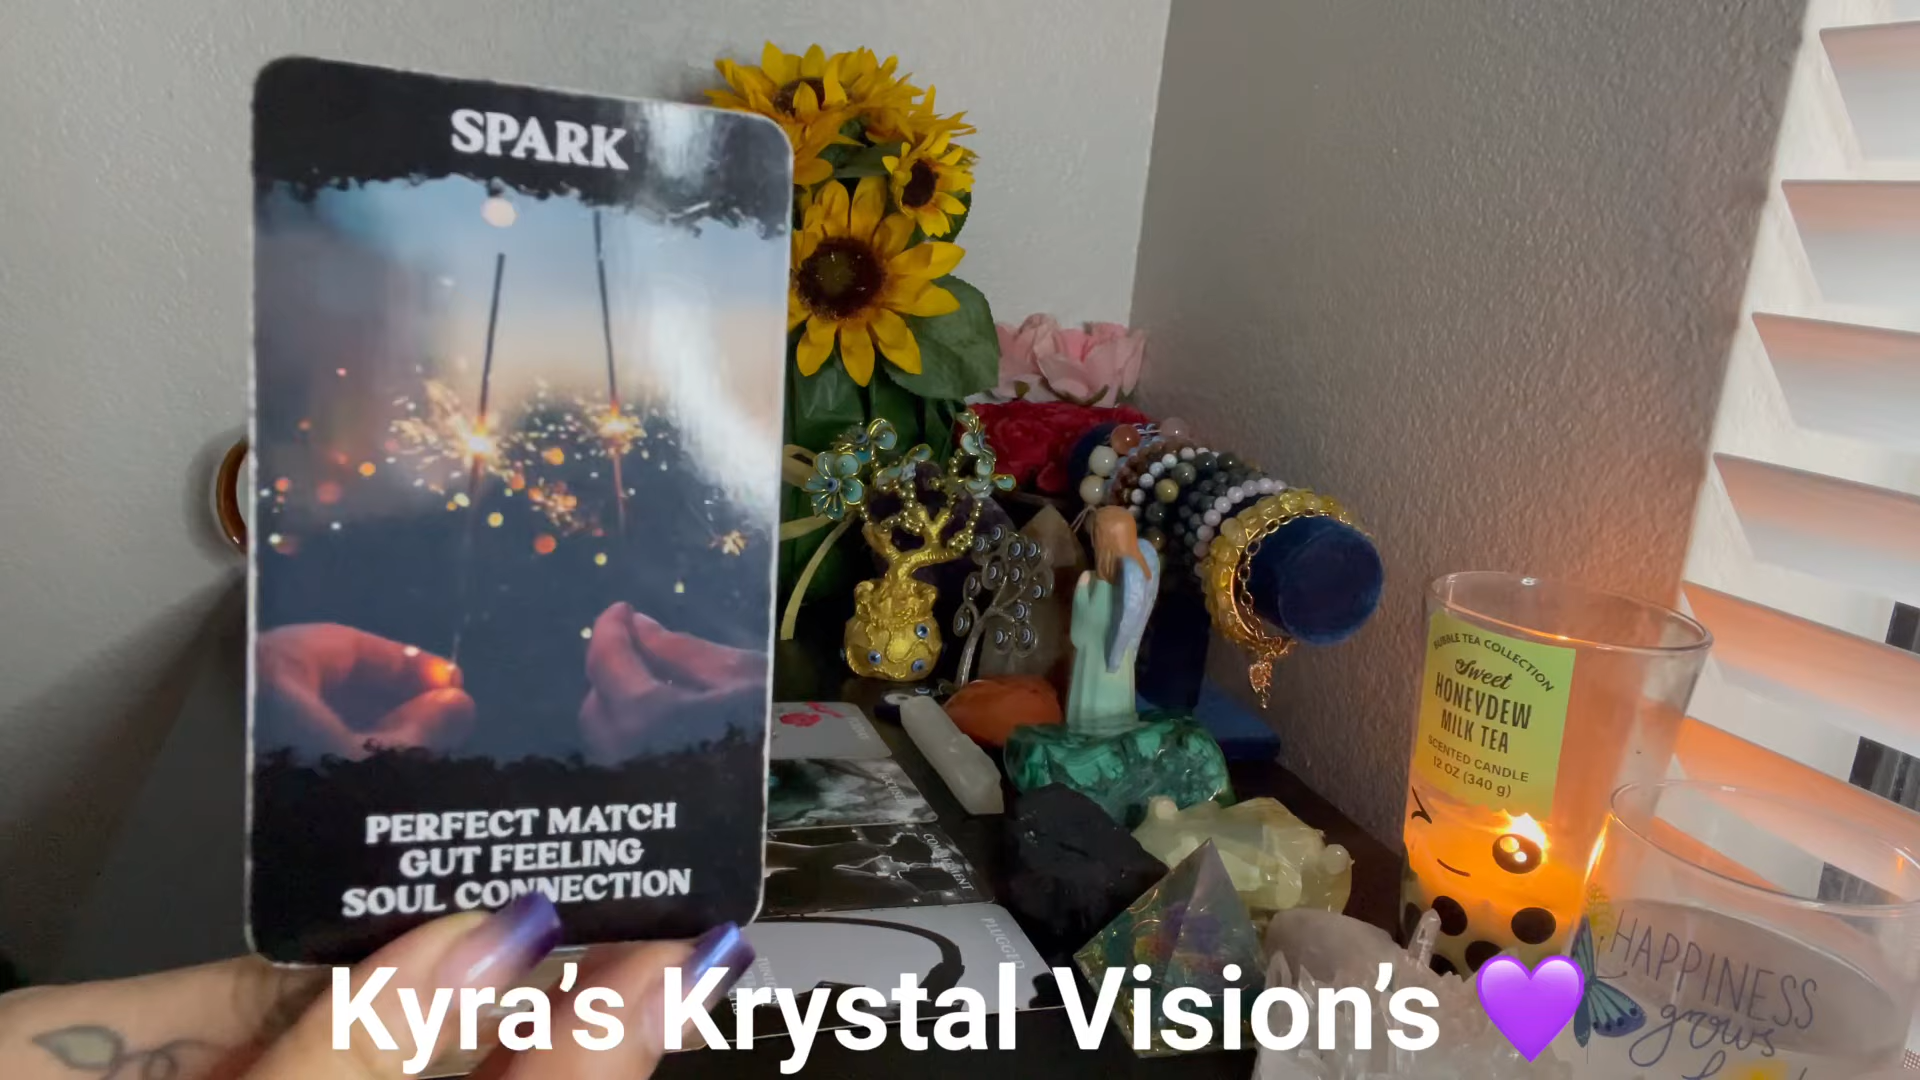 SPARK
PERFECT MATCH
GUT FEELING
SOUL CONNECTION
BUBBLE TEA COLLECTION
Sweet
HONEYDEW
MILK TEA
SCENTED CANDLE
12 OZ (340 g)
PLUGGED
HAPPINESS
grows
Kyra’s Krystal Vision’s 💜